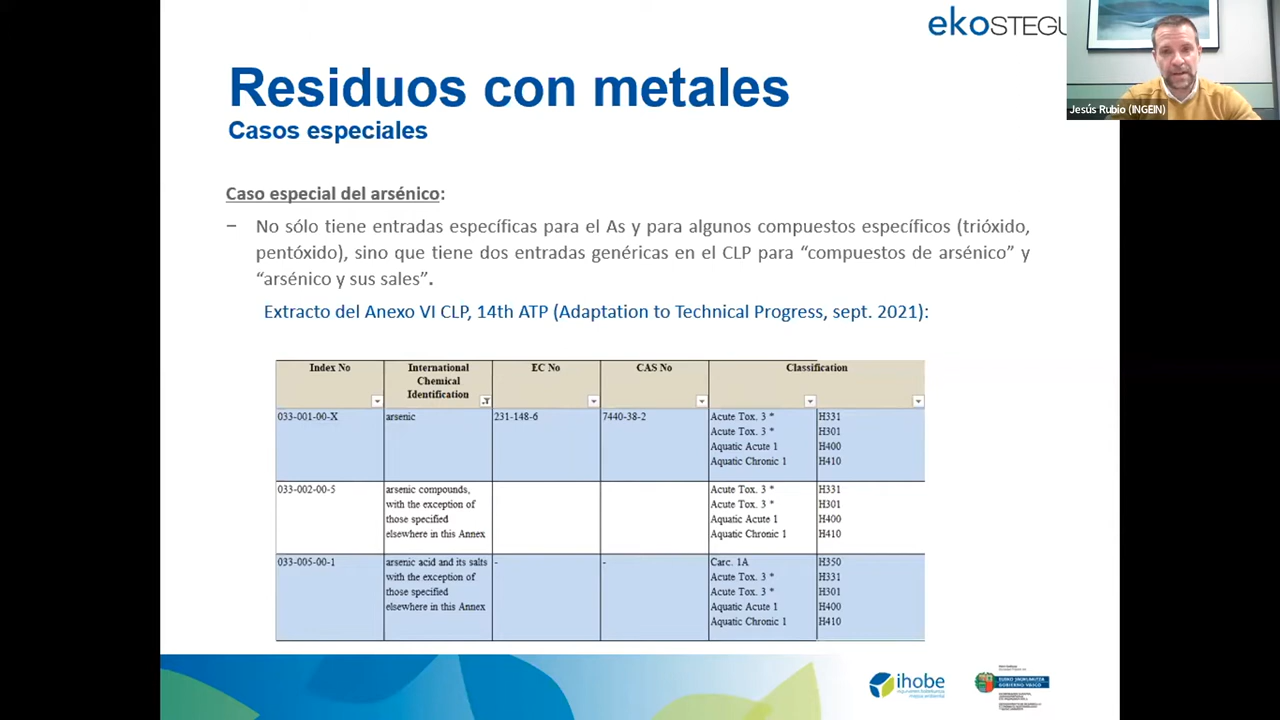 ekoSTEGU
Jesús Rubio (INGEIN)
Residuos con metales
Casos especiales
Caso especial del arsénico:
− No sólo tiene entradas específicas para el As y para algunos compuestos específicos (trióxido,
pentóxido), sino que tiene dos entradas genéricas en el CLP para “compuestos de arsénico” y
“arsénico y sus sales”.
Extracto del Anexo VI CLP, 14th ATP (Adaptation to Technical Progress, sept. 2021):
Index No International Chemical Identification EC No CAS No Classification
033-001-00-X arsenic 231-148-6 7440-38-2 Acute Tox. 3 * H331
Acute Tox. 3 * H301
Aquatic Acute 1 H400
Aquatic Chronic 1 H410
033-002-00-5 arsenic compounds, Acute Tox. 3 * H331
with the exception of Acute Tox. 3 * H301
those specified Aquatic Acute 1 H400
elsewhere in this Annex Aquatic Chronic 1 H410
033-005-00-1 arsenic acid and its salts - - Carc. 1A H350
with the exception of Acute Tox. 3 * H331
those specified Acute Tox. 3 * H301
elsewhere in this Annex Aquatic Acute 1 H400
Aquatic Chronic 1 H410
ihobe
EUSKO JAURLARITZA
GOBIERNO VASCO